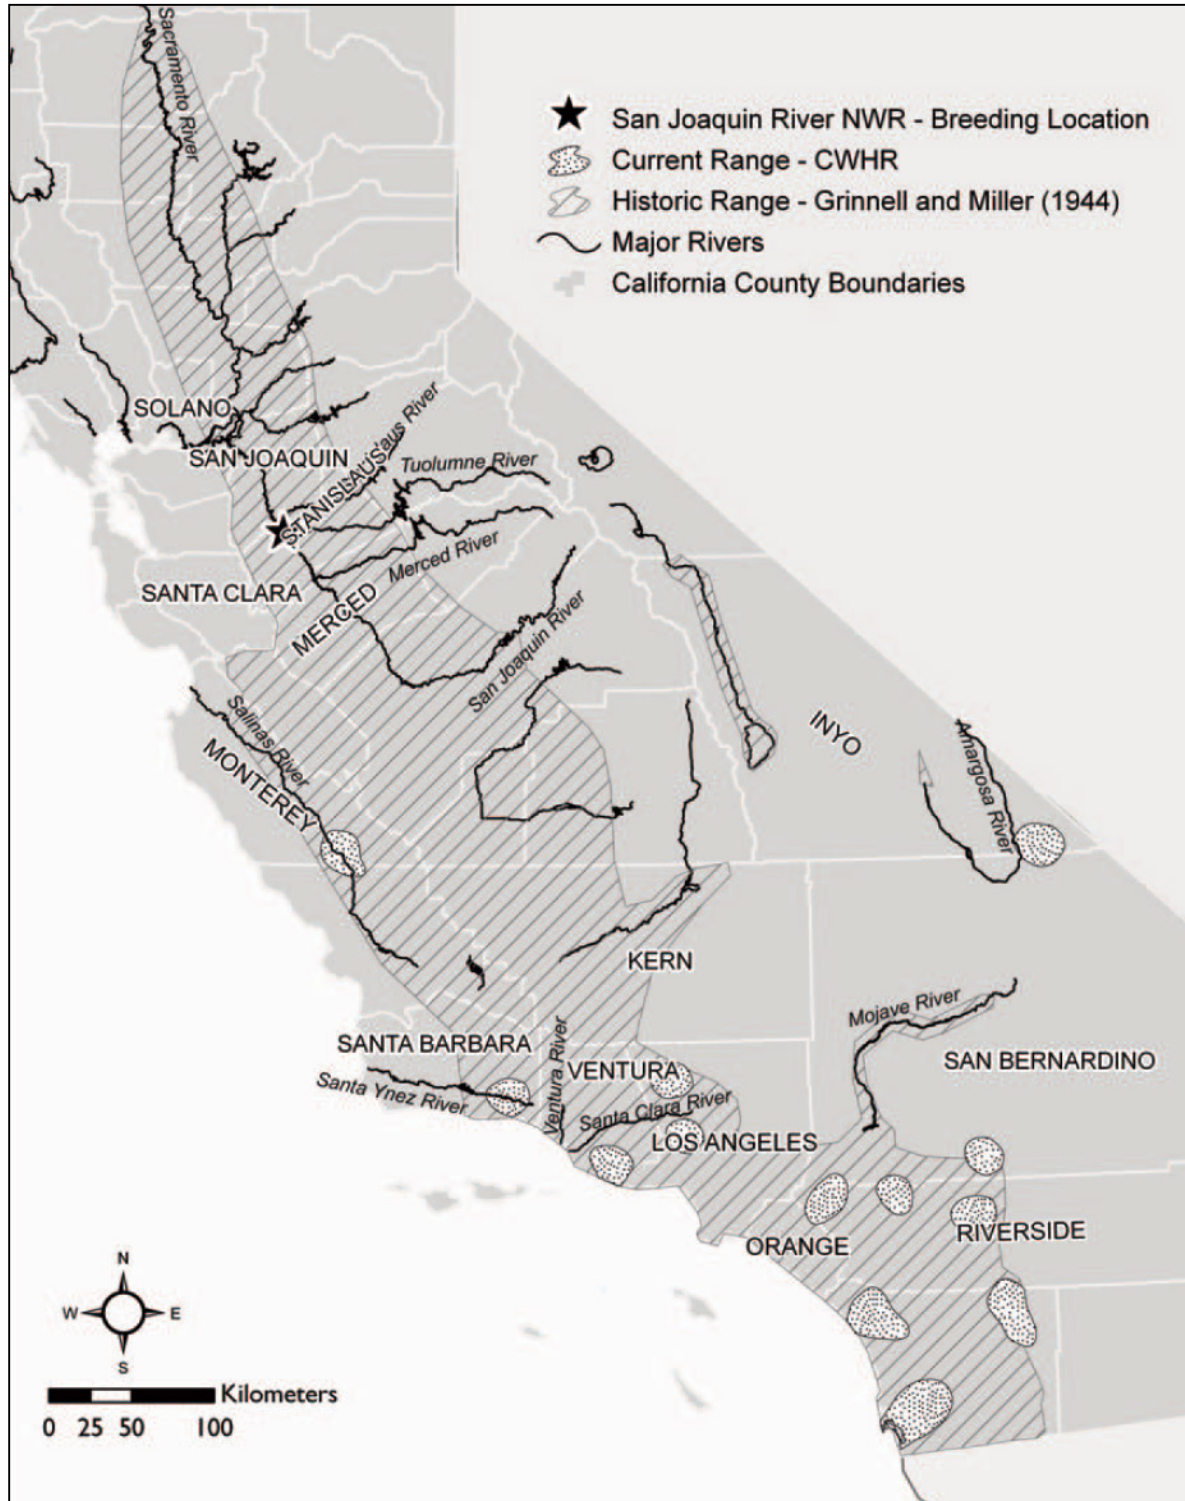 Sacramento River
San Joaquin River NWR - Breeding Location
Current Range - CWHR
Historic Range - Grinnell and Miller (1944)
Major Rivers
California County Boundaries
SOLANO
SAN JOAQUIN
STANISLAUS
aus River
Tuolumne River
Merced River
SANTA CLARA
MERCED
San Joaquin River
Salinas River
MONTEREY
INYO
Amargosa River
KERN
Mojave River
SANTA BARBARA
Ventura River
VENTURA
SAN BERNARDINO
Santa Ynez River
Santa Clara River
LOS ANGELES
ORANGE
RIVERSIDE
N
W E
S
Kilometers
0 25 50 100